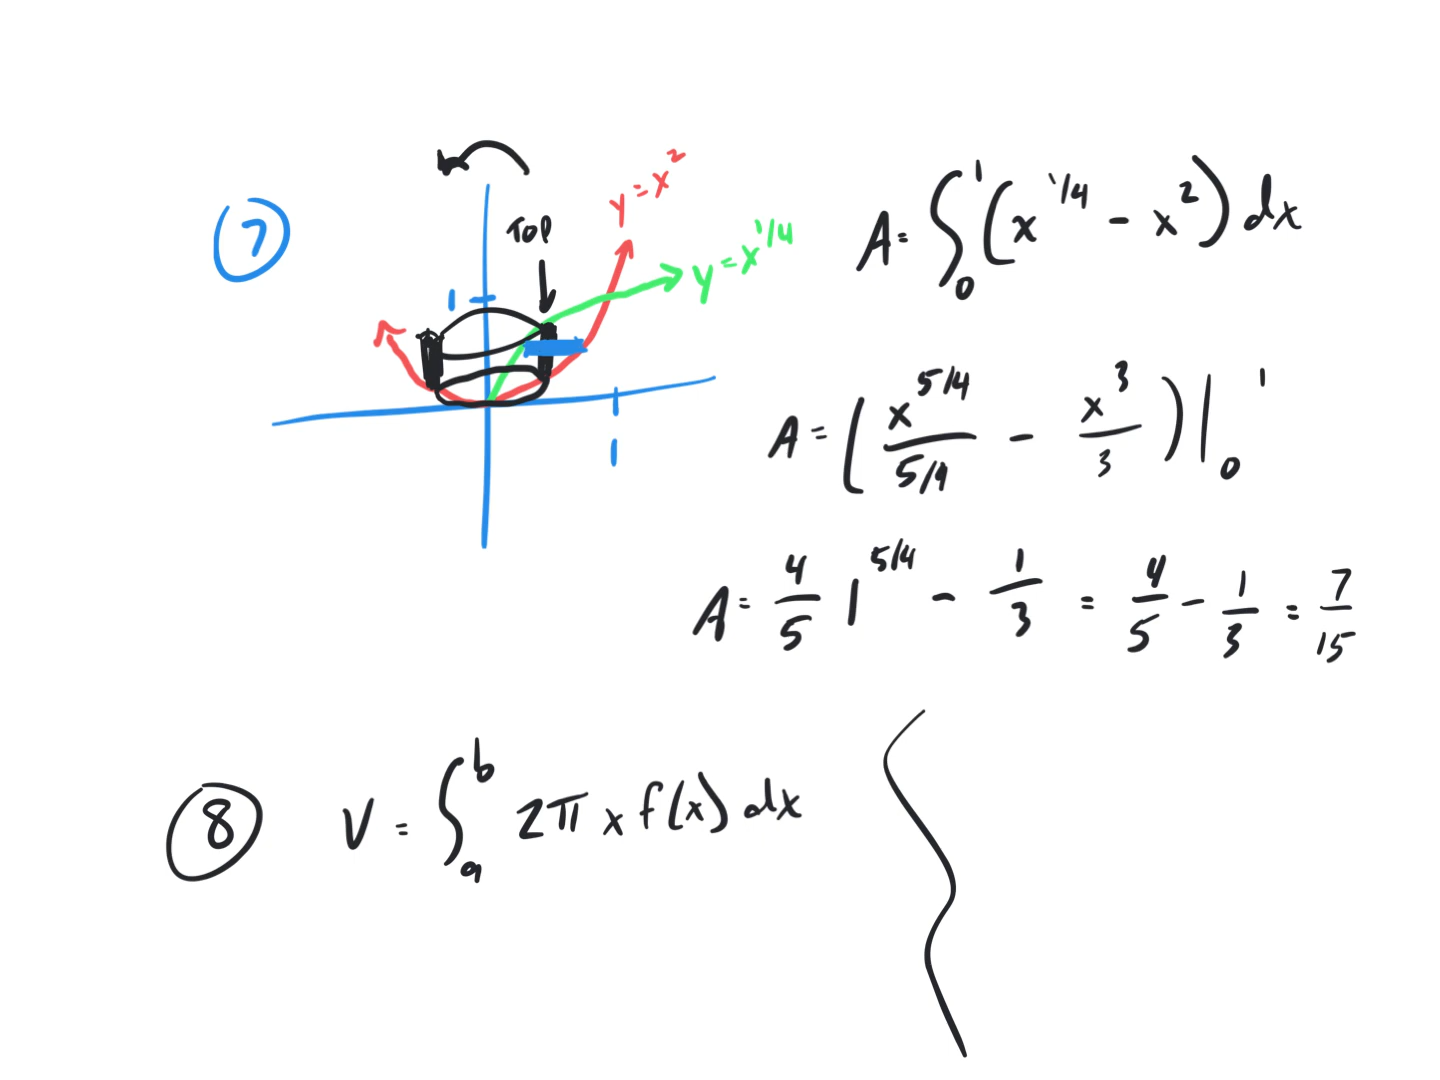 7
TOP
y = x^2
y = x^{1/4}
1
1
A = ∫_0^1 (x^{1/4} - x^2) dx
A = (x^{5/4}/(5/4) - x^3/3)|_0^1
A = 4/5 1^{5/4} - 1/3 = 4/5 - 1/3 = 7/15
8 V = ∫_a^b 2π x f(x) dx